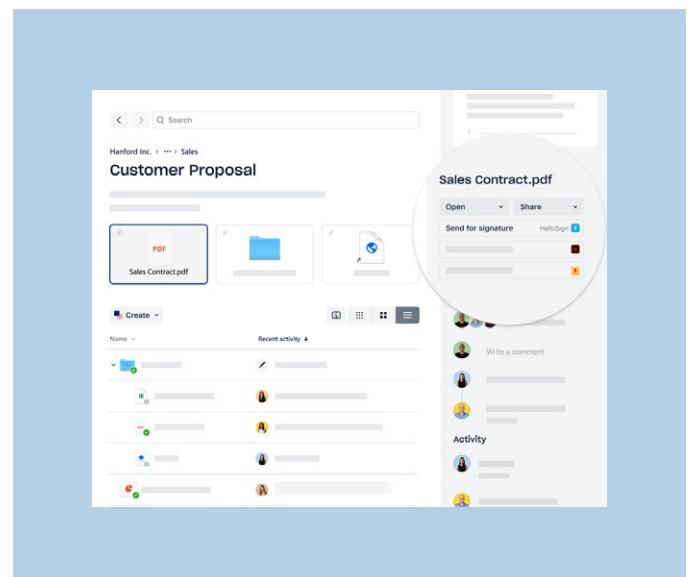 Search
Hanford Inc. › ··· › Sales
Customer Proposal
PDF
Sales Contract.pdf
Create
Name
Recent activity
Sales Contract.pdf
Open
Share
Send for signature
HelloSign
Write a comment
Activity